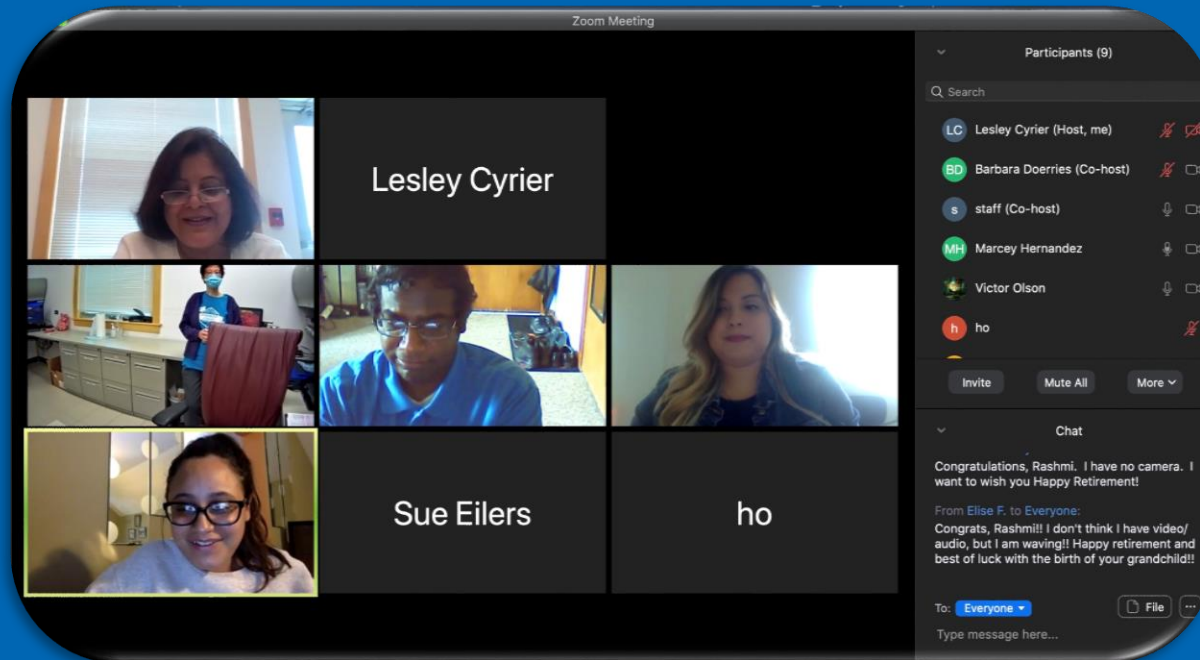 Zoom Meeting
Lesley Cyrier
Sue Eilers
ho
Participants (9)
Search
LC Lesley Cyrier (Host, me)
BD Barbara Doerries (Co-host)
s staff (Co-host)
MH Marcey Hernandez
Victor Olson
h ho
Invite Mute All More
Chat
Congratulations, Rashmi. I have no camera. I
want to wish you Happy Retirement!
From Elise F. to Everyone:
Congrats, Rashmi!! I don't think I have video/
audio, but I am waving!! Happy retirement and
best of luck with the birth of your grandchild!!
To: Everyone File ...
Type message here...